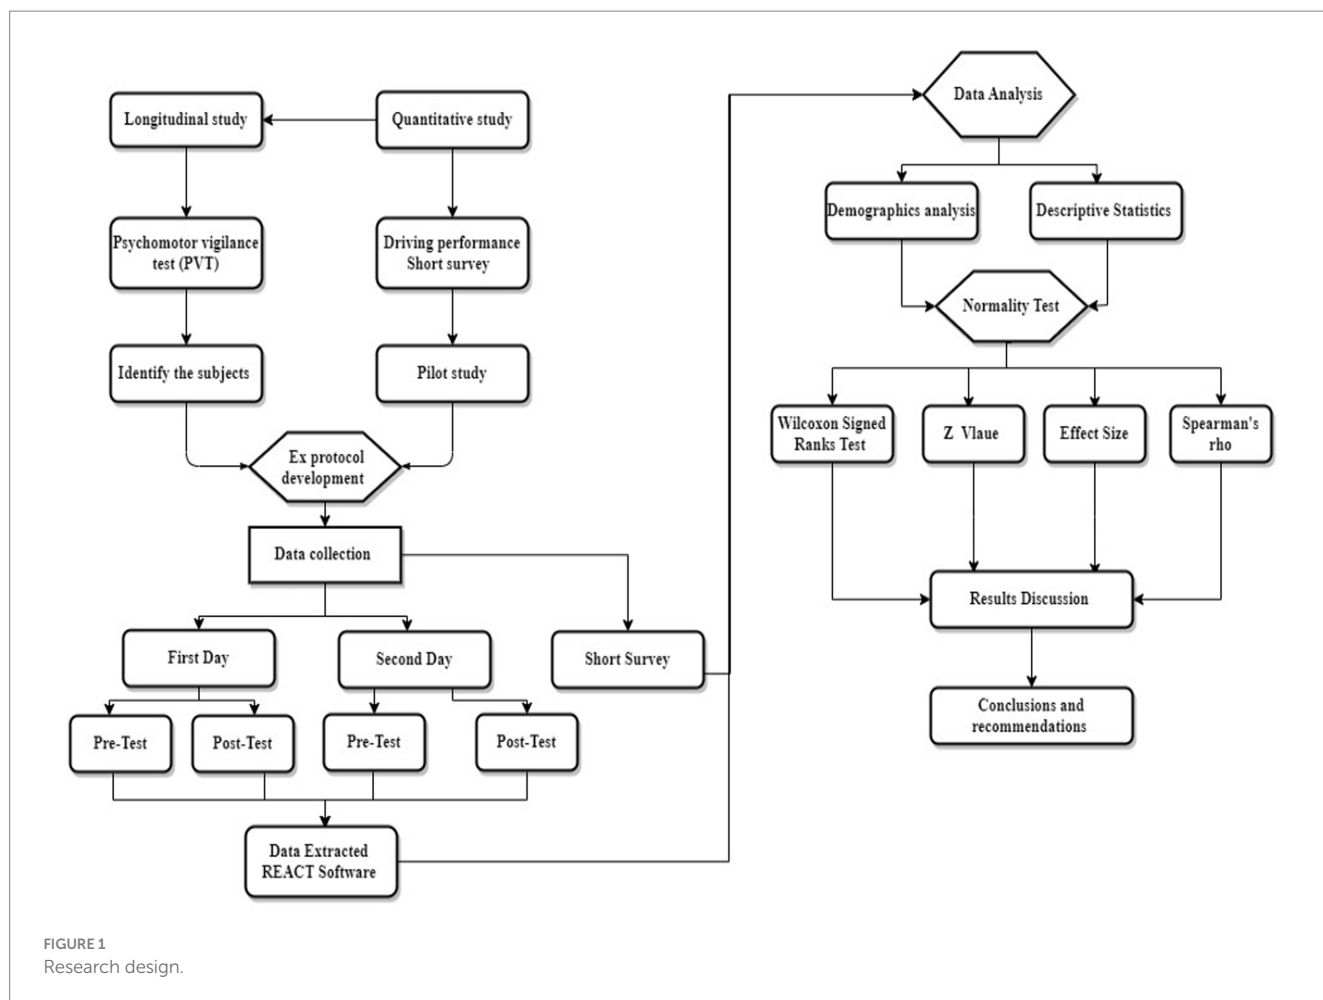 Longitudinal study
Quantitative study
Psychomotor vigilance
test (PVT)
Driving performance
Short survey
Identify the subjects
Pilot study
Ex protocol
development
Data collection
First Day
Second Day
Short Survey
Pre-Test
Post-Test
Pre-Test
Post-Test
Data Extracted
REACT Software
Data Analysis
Demographics analysis
Descriptive Statistics
Normality Test
Wilcoxon Signed
Ranks Test
Z Vlaue
Effect Size
Spearman's
rho
Results Discussion
Conclusions and
recommendations
FIGURE 1
Research design.